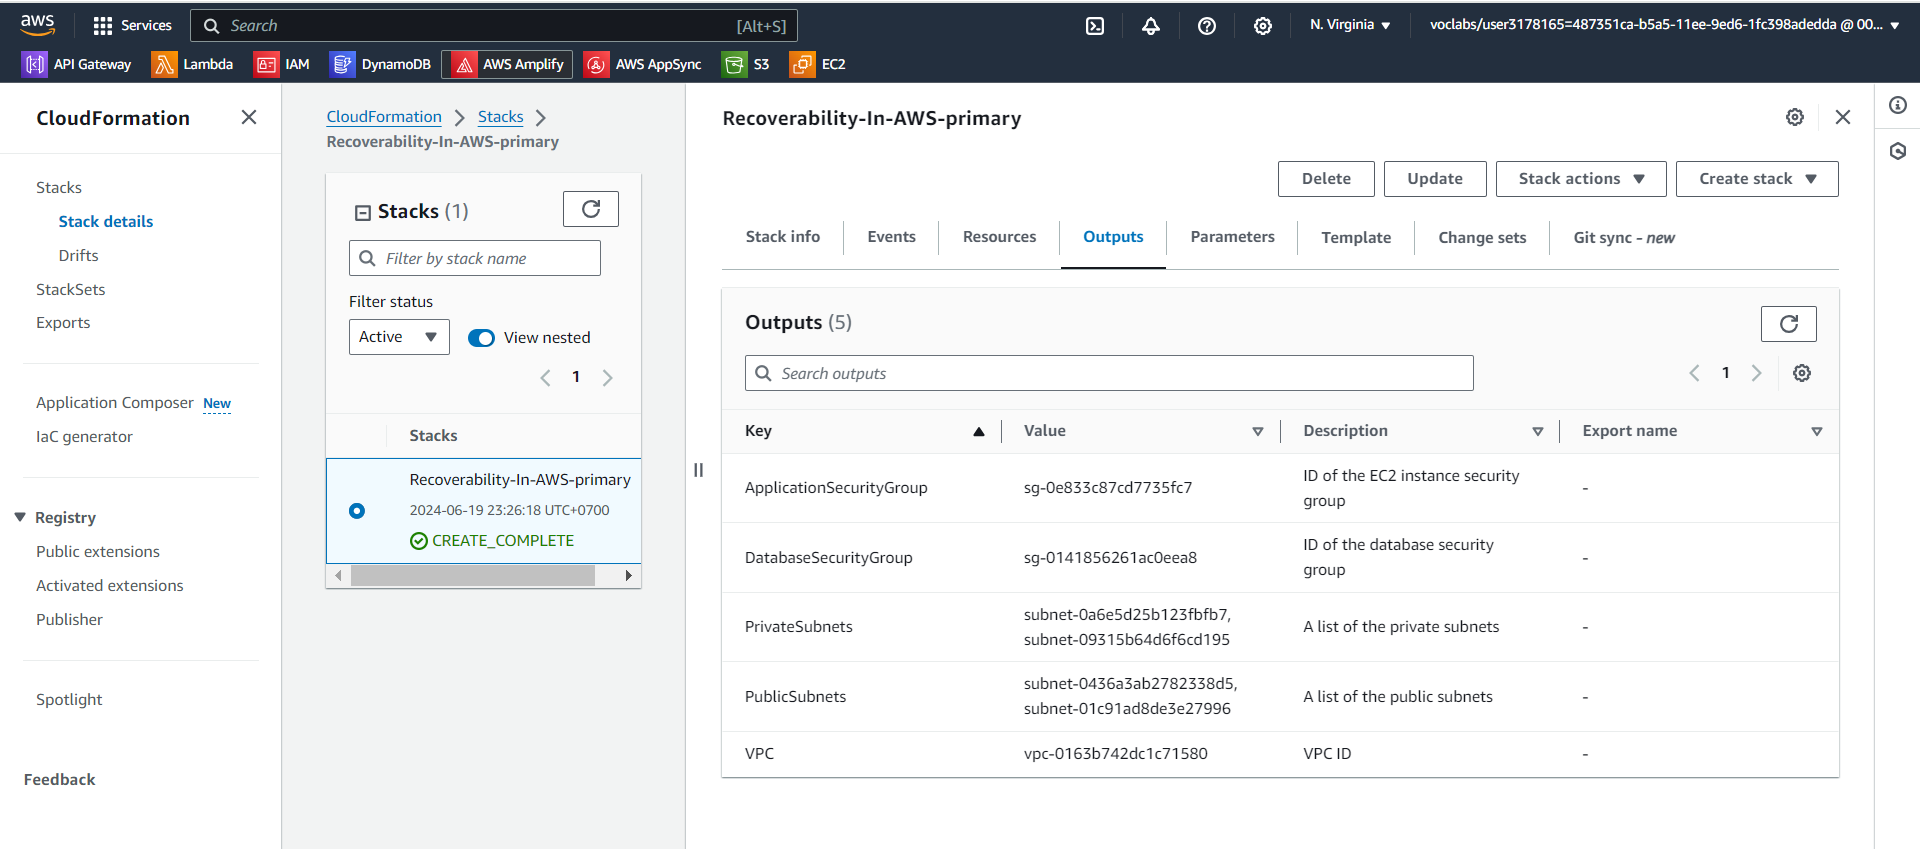 aws
Services
Search
[Alt+S]
N. Virginia
voclabs/user3178165=487351ca-b5a5-11ee-9ed6-1fc398adedda @ 00...
API Gateway
Lambda
IAM
DynamoDB
AWS Amplify
AWS AppSync
S3
EC2
CloudFormation
Stacks
Stack details
Drifts
StackSets
Exports
Application Composer New
IaC generator
Registry
Public extensions
Activated extensions
Publisher
Spotlight
Feedback
CloudFormation
Stacks
Recoverability-In-AWS-primary
Stacks (1)
Filter by stack name
Filter status
Active
View nested
1
Stacks
Recoverability-In-AWS-primary
2024-06-19 23:26:18 UTC+0700
CREATE_COMPLETE
Recoverability-In-AWS-primary
Delete
Update
Stack actions
Create stack
Stack info
Events
Resources
Outputs
Parameters
Template
Change sets
Git sync - new
Outputs (5)
Search outputs
1
Key
Value
Description
Export name
ApplicationSecurityGroup
sg-0e833c87cd7735fc7
ID of the EC2 instance security
group
-
DatabaseSecurityGroup
sg-0141856261ac0eea8
ID of the database security
group
-
PrivateSubnets
subnet-0a6e5d25b123fbfb7,
subnet-09315b64d6f6cd195
A list of the private subnets
-
PublicSubnets
subnet-0436a3ab2782338d5,
subnet-01c91ad8de3e27996
A list of the public subnets
-
VPC
vpc-0163b742dc1c71580
VPC ID
-